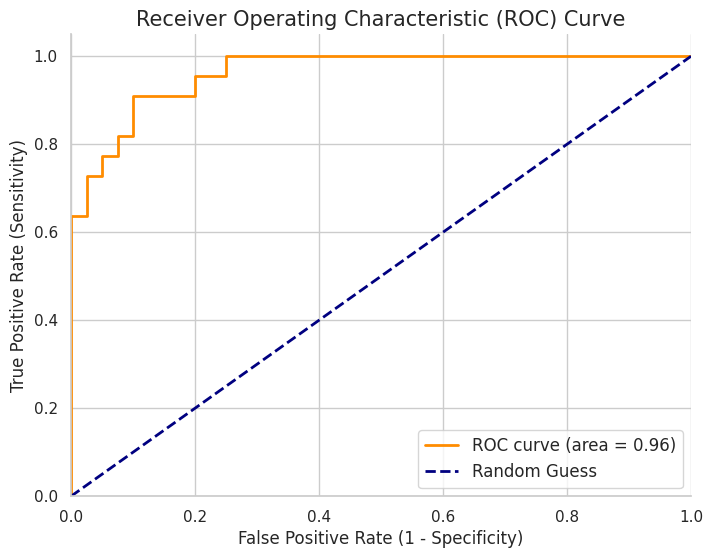 Receiver Operating Characteristic (ROC) Curve
1.0
0.8
0.6
0.4
0.2
0.0
True Positive Rate (Sensitivity)
ROC curve (area = 0.96)
Random Guess
0.0 0.2 0.4 0.6 0.8 1.0
False Positive Rate (1 - Specificity)